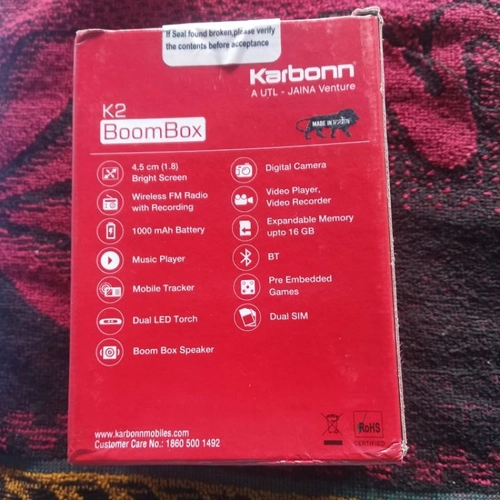 If Seal found broken,please verify
the contents before acceptance
Karbonn
A UTL - JAINA Venture
K2
BoomBox
MADE IN INDIA
4.5 cm (1.8)
Bright Screen
Wireless FM Radio
with Recording
1000 mAh Battery
Music Player
Mobile Tracker
Dual LED Torch
Boom Box Speaker
Digital Camera
Video Player,
Video Recorder
Expandable Memory
upto 16 GB
BT
Pre Embedded
Games
Dual SIM
www.karbonnmobiles.com
Customer Care No.: 1860 500 1492
RoHS
CERTIFIED